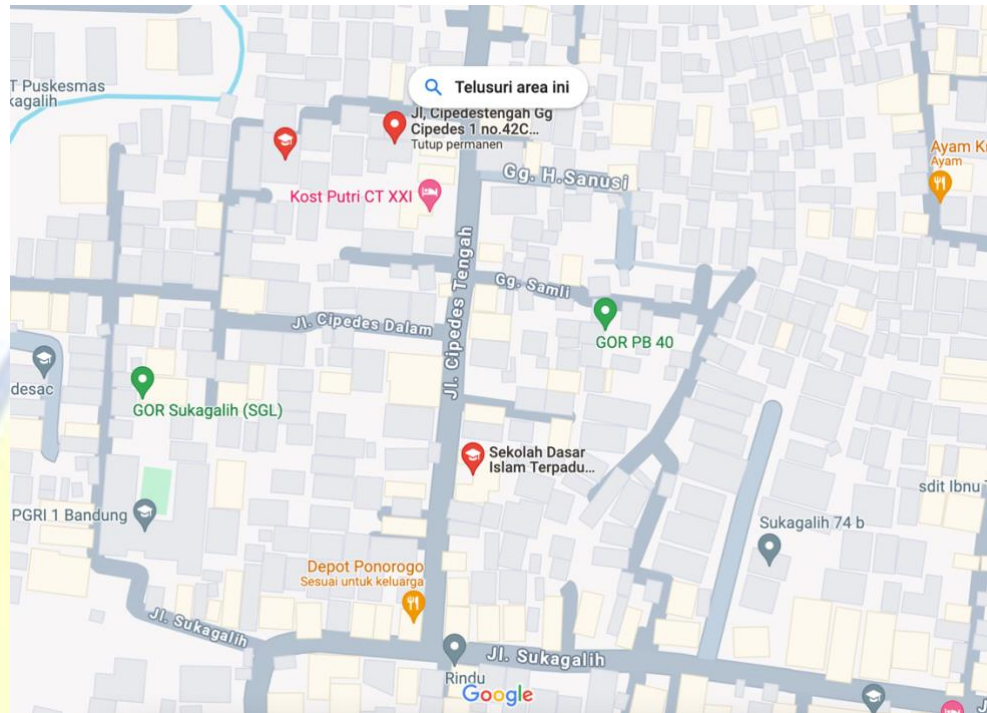 T Puskesmas
kagalih
Telusuri area ini
Jl, Cipedestengah Gg
Cipedes 1 no.42C...
Tutup permanen
Ayam
Ayam
Gg. H.Sanusi
Kost Putri CT XXI
Jl. Cipedes Tengah
Gg. Samli
Jl. Cipedes Dalam
GOR PB 40
desac
GOR Sukagalih (SGL)
Sekolah Dasar
Islam Terpadu...
sdit Ibnu
PGRI 1 Bandung
Sukagalih 74 b
Depot Ponorogo
Sesuai untuk keluarga
Jl. Sukagalih
Jl. Sukagalih
Rindu
Google